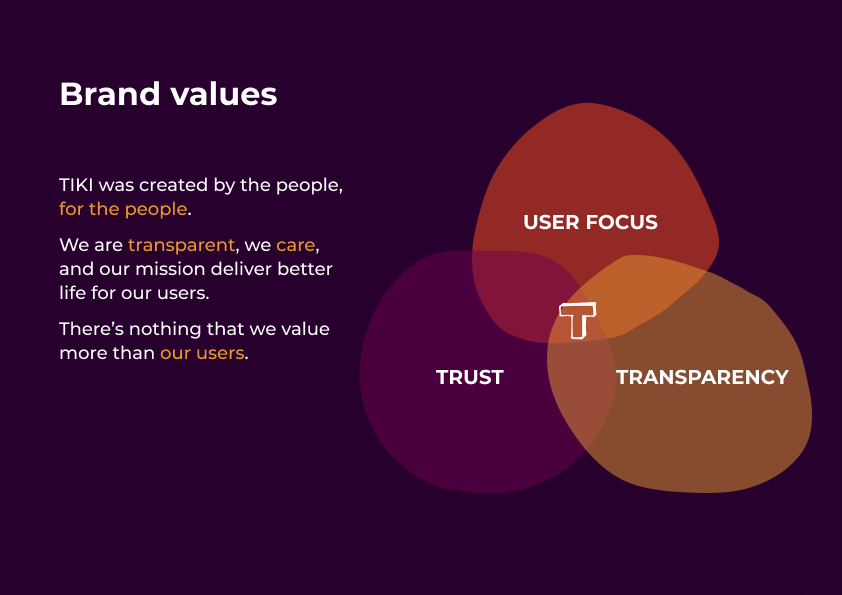 Brand values
TIKI was created by the people,
for the people.
We are transparent, we care,
and our mission deliver better
life for our users.
There’s nothing that we value
more than our users.
USER FOCUS
T
TRUST
TRANSPARENCY